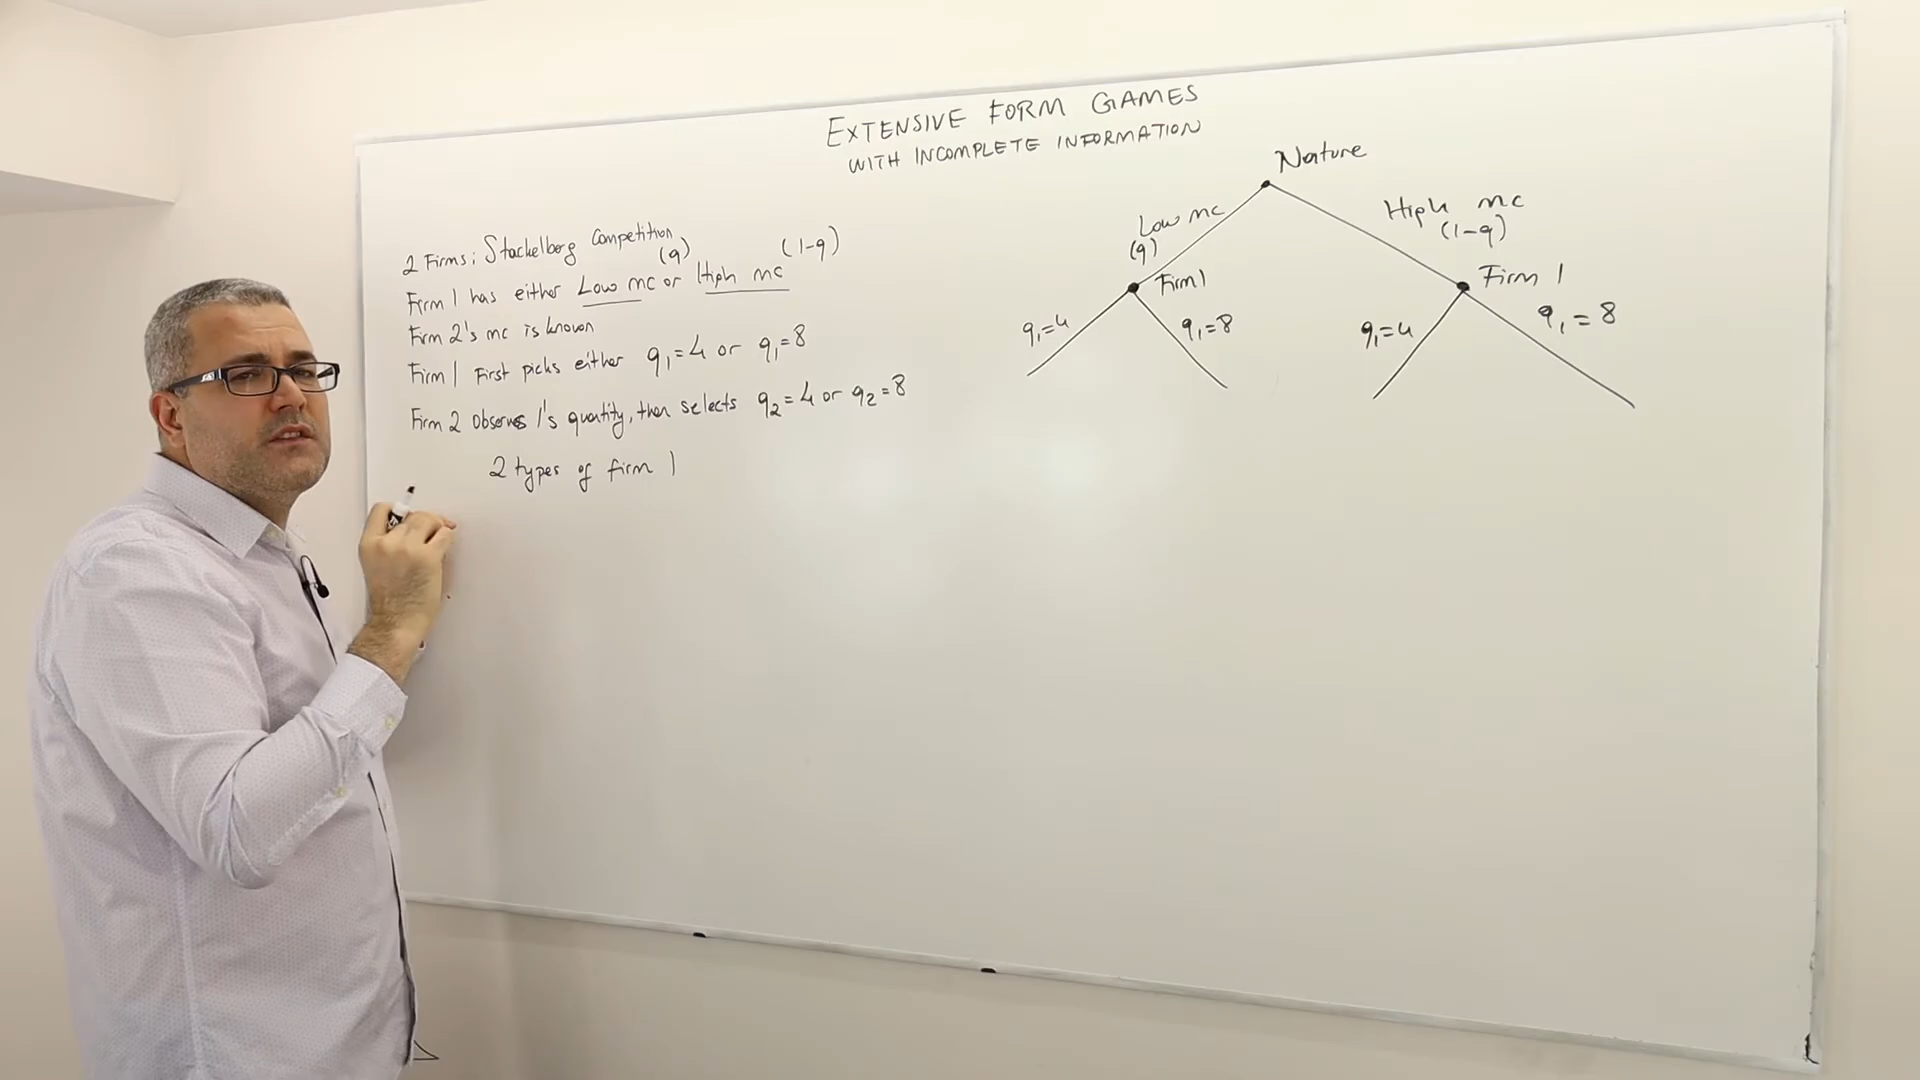 EXTENSIVE FORM GAMES
WITH INCOMPLETE INFORMATION
2 Firms: Stackelberg Competition
(q) (1-q)
Firm 1 has either Low mc or High mc
Firm 2's mc is known
Firm 1 First picks either q₁=4 or q₁=8
Firm 2 observes 1's quantity, then selects q₂=4 or q₂=8
2 types of firm 1
Nature
Low mc
(q)
High mc
(1-q)
Firm 1
Firm 1
q₁=4
q₁=8
q₁=4
q₁=8